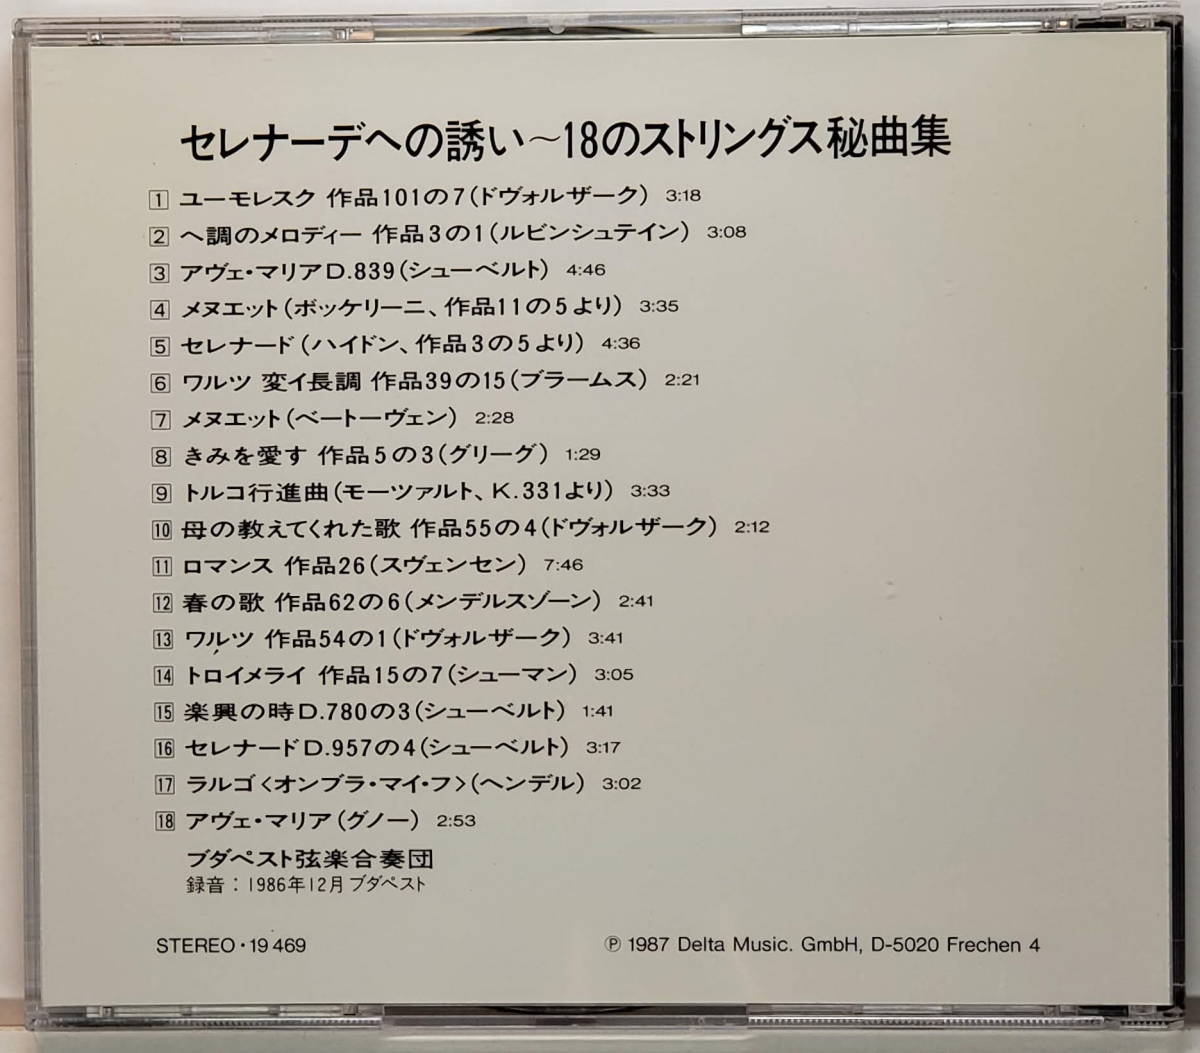 セレナーデへの誘い～18のストリングス秘曲集
1 ユーモレスク 作品101の7(ドヴォルザーク) 3:18
2 ヘ調のメロディー 作品3の1(ルビンシュテイン) 3:08
3 アヴェ・マリアD.839(シューベルト) 4:46
4 メヌエット(ボッケリーニ、作品11の5より) 3:35
5 セレナード(ハイドン、作品3の5より) 4:36
6 ワルツ 変イ長調 作品39の15(ブラームス) 2:21
7 メヌエット(ベートーヴェン) 2:28
8 きみを愛す 作品5の3(グリーグ) 1:29
9 トルコ行進曲(モーツァルト、K.331より) 3:33
10 母の教えてくれた歌 作品55の4(ドヴォルザーク) 2:12
11 ロマンス 作品26(スヴェンセン) 7:46
12 春の歌 作品62の6(メンデルスゾーン) 2:41
13 ワルツ 作品54の1(ドヴォルザーク) 3:41
14 トロイメライ 作品15の7(シューマン) 3:05
15 楽興の時D.780の3(シューベルト) 1:41
16 セレナードD.957の4(シューベルト) 3:17
17 ラルゴ〈オンブラ・マイ・フ〉(ヘンデル) 3:02
18 アヴェ・マリア(グノー) 2:53
ブダペスト弦楽合奏団
録音：1986年12月 ブダペスト
STEREO・19 469
℗ 1987 Delta Music. GmbH, D-5020 Frechen 4